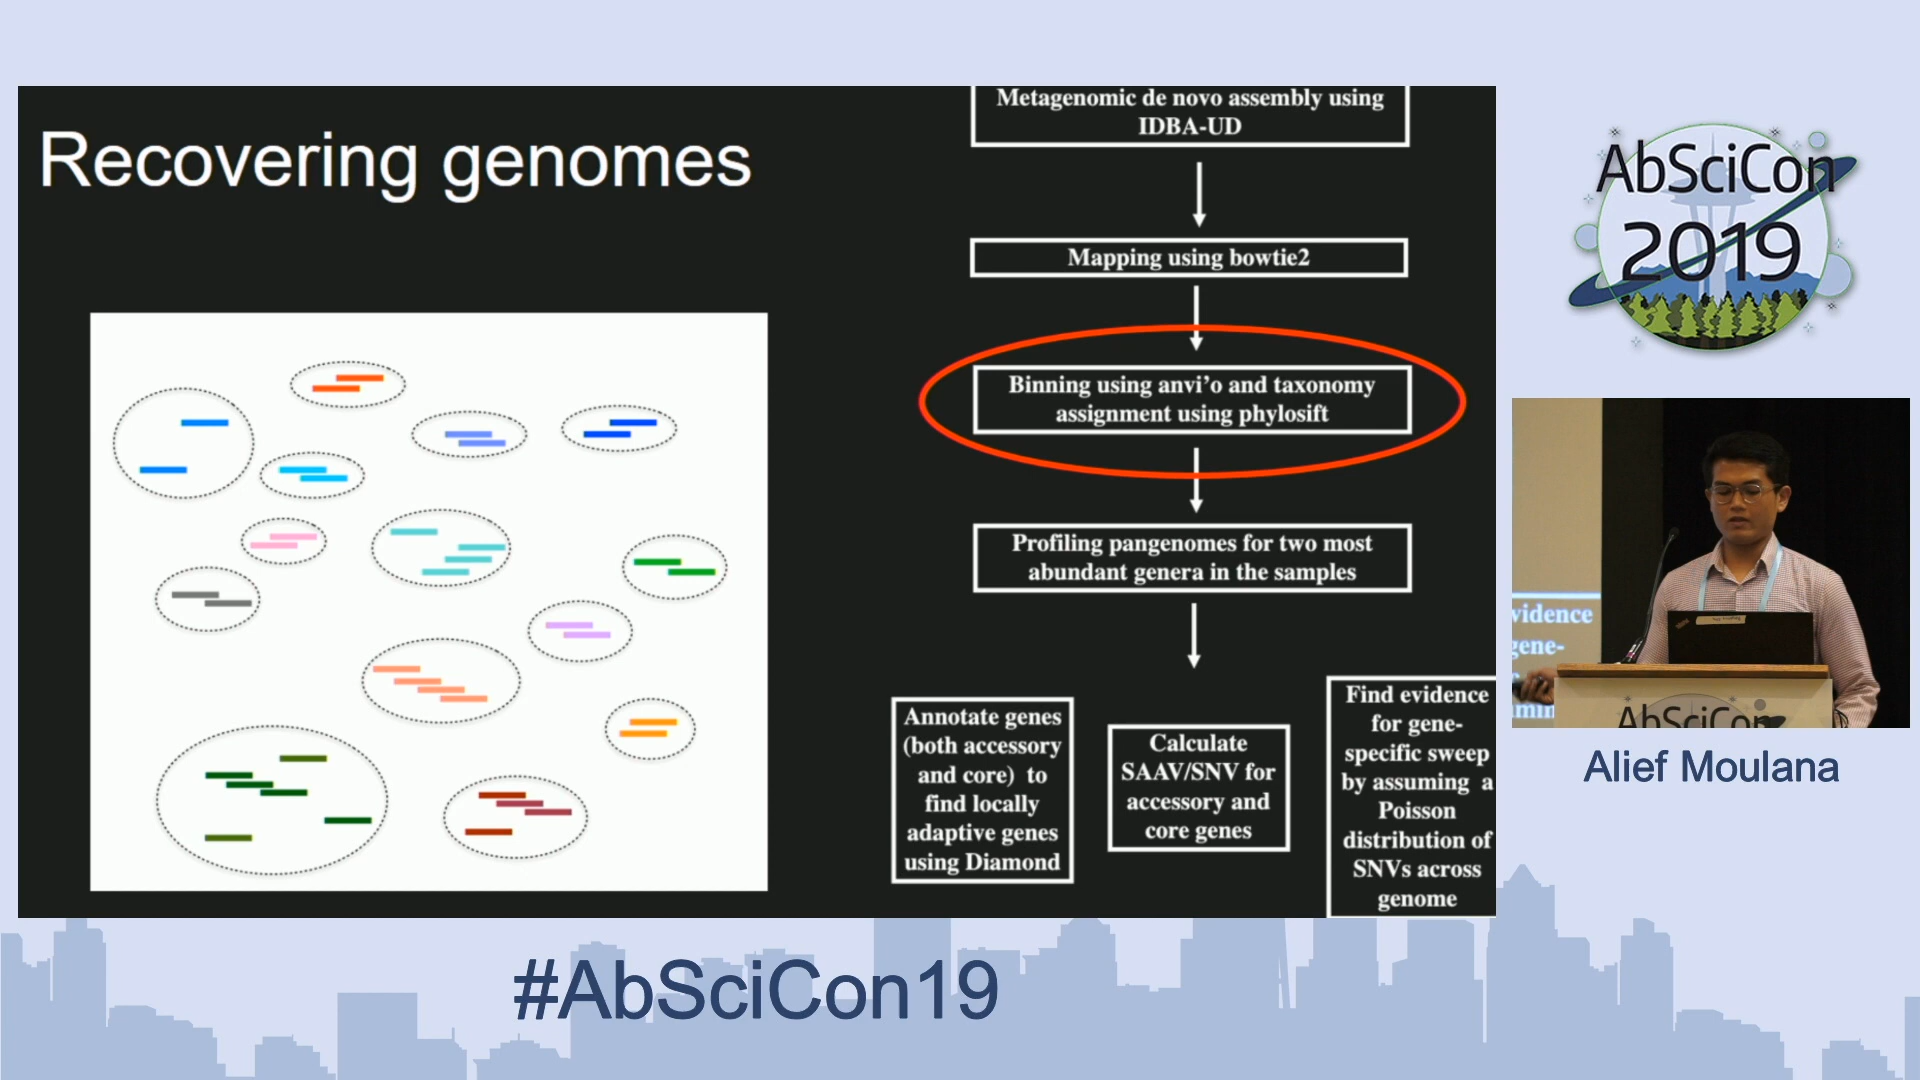 Recovering genomes
Metagenomic de novo assembly using
IDBA-UD
Mapping using bowtie2
Binning using anvi’o and taxonomy
assignment using phylosift
Profiling pangenomes for two most
abundant genera in the samples
Annotate genes
(both accessory
and core) to
find locally
adaptive genes
using Diamond
Calculate
SAAV/SNV for
accessory and
core genes
Find evidence
for gene-
specific sweep
by assuming a
Poisson
distribution of
SNVs across
genome
AbSciCon
2019
vidence
gene-
AbSciCon
Alief Moulana
#AbSciCon19